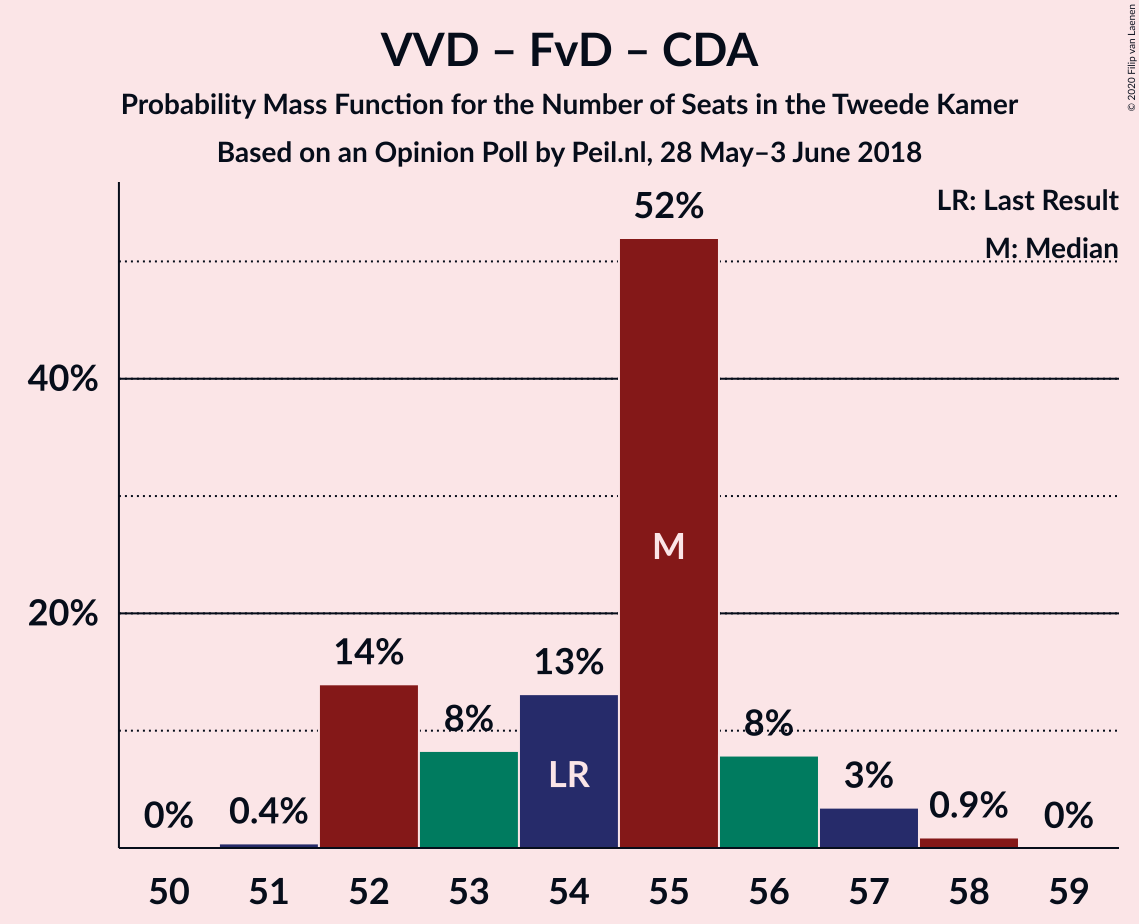 VVD – FvD – CDA
Probability Mass Function for the Number of Seats in the Tweede Kamer
Based on an Opinion Poll by Peil.nl, 28 May–3 June 2018
© 2020 Filip van Laenen
LR: Last Result
M: Median
40%
20%
0%
0.4%
14%
8%
13%
52%
8%
3%
0.9%
0%
LR
M
50 51 52 53 54 55 56 57 58 59